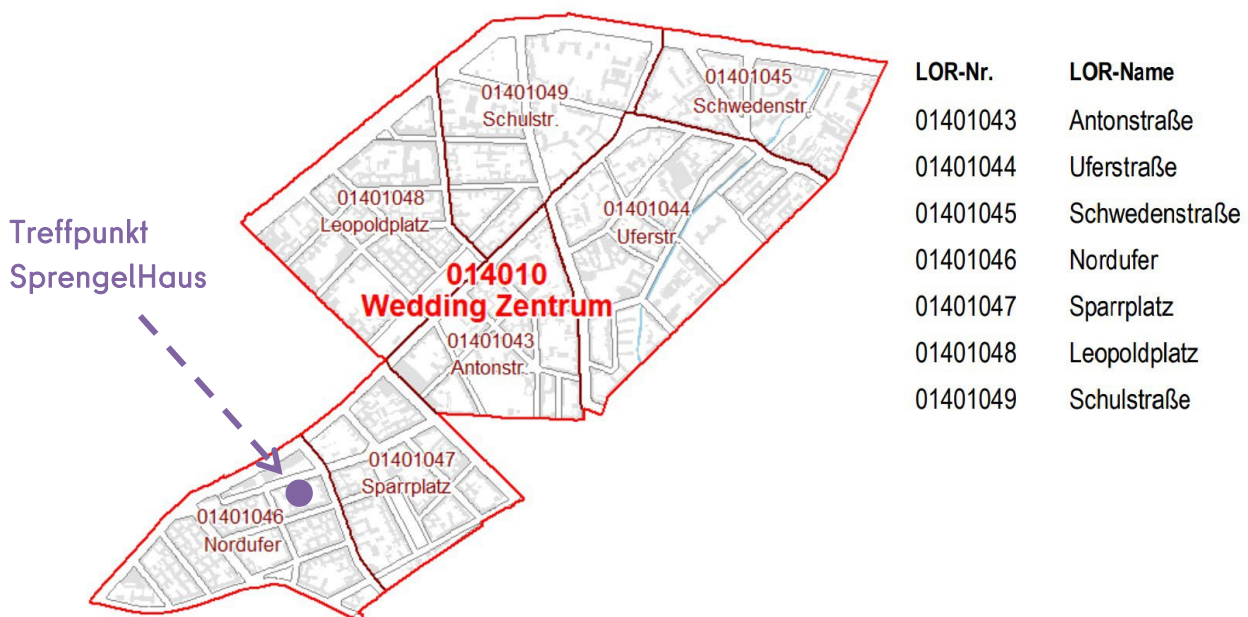 01401045
Schwedenstr.
01401049
Schulstr.
01401048
Leopoldplatz
01401044
Uferstr.
Treffpunkt
SprengelHaus
014010
Wedding Zentrum
01401043
Antonstr.
01401047
Sparrplatz
01401046
Nordufer
LOR-Nr. LOR-Name
01401043 Antonstraße
01401044 Uferstraße
01401045 Schwedenstraße
01401046 Nordufer
01401047 Sparrplatz
01401048 Leopoldplatz
01401049 Schulstraße